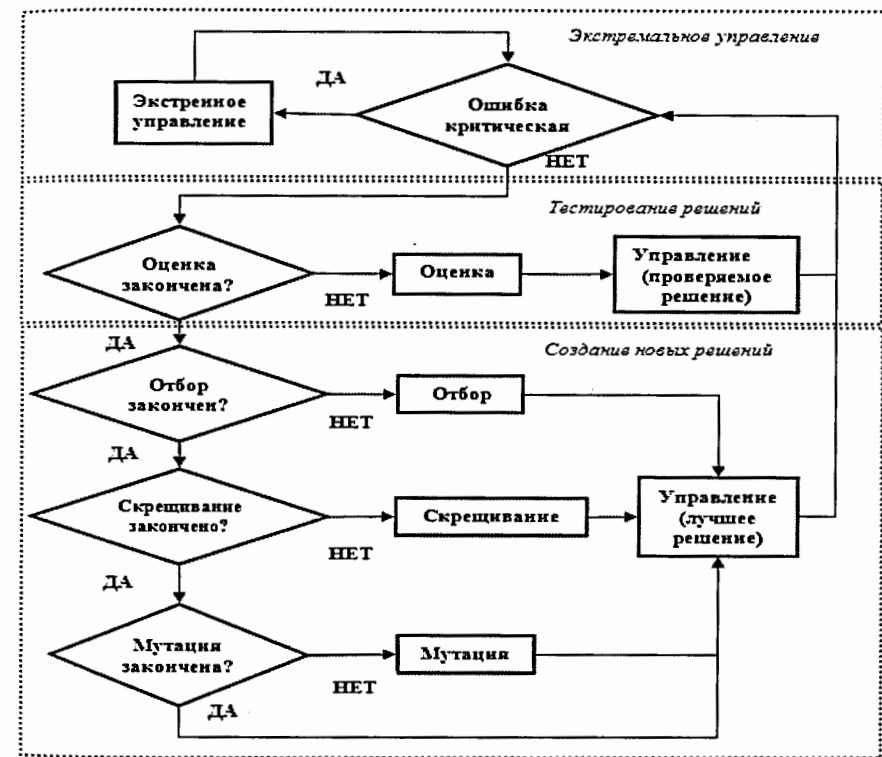 Экстремальное управление
ДА
Экстренное
управление
Ошибка
критическая
НЕТ
Тестирование решений
Оценка
закончена?
НЕТ
Оценка
Управление
(проверяемое
решение)
ДА
Создание новых решений
Отбор
закончен?
НЕТ
Отбор
ДА
Скрещивание
закончено?
НЕТ
Скрещивание
Управление
(лучшее
решение)
ДА
Мутация
закончена?
НЕТ
Мутация
ДА